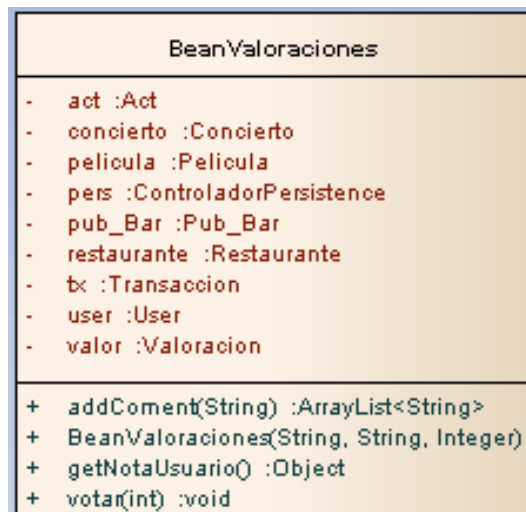 BeanValoraciones
- act :Act
- concierto :Concierto
- pelicula :Pelicula
- pers :ControladorPersistence
- pub_Bar :Pub_Bar
- restaurante :Restaurante
- tx :Transaccion
- user :User
- valor :Valoracion
+ addComent(String) :ArrayList<String>
+ BeanValoraciones(String, String, Integer)
+ getNotaUsuario() :Object
+ votar(int) :void